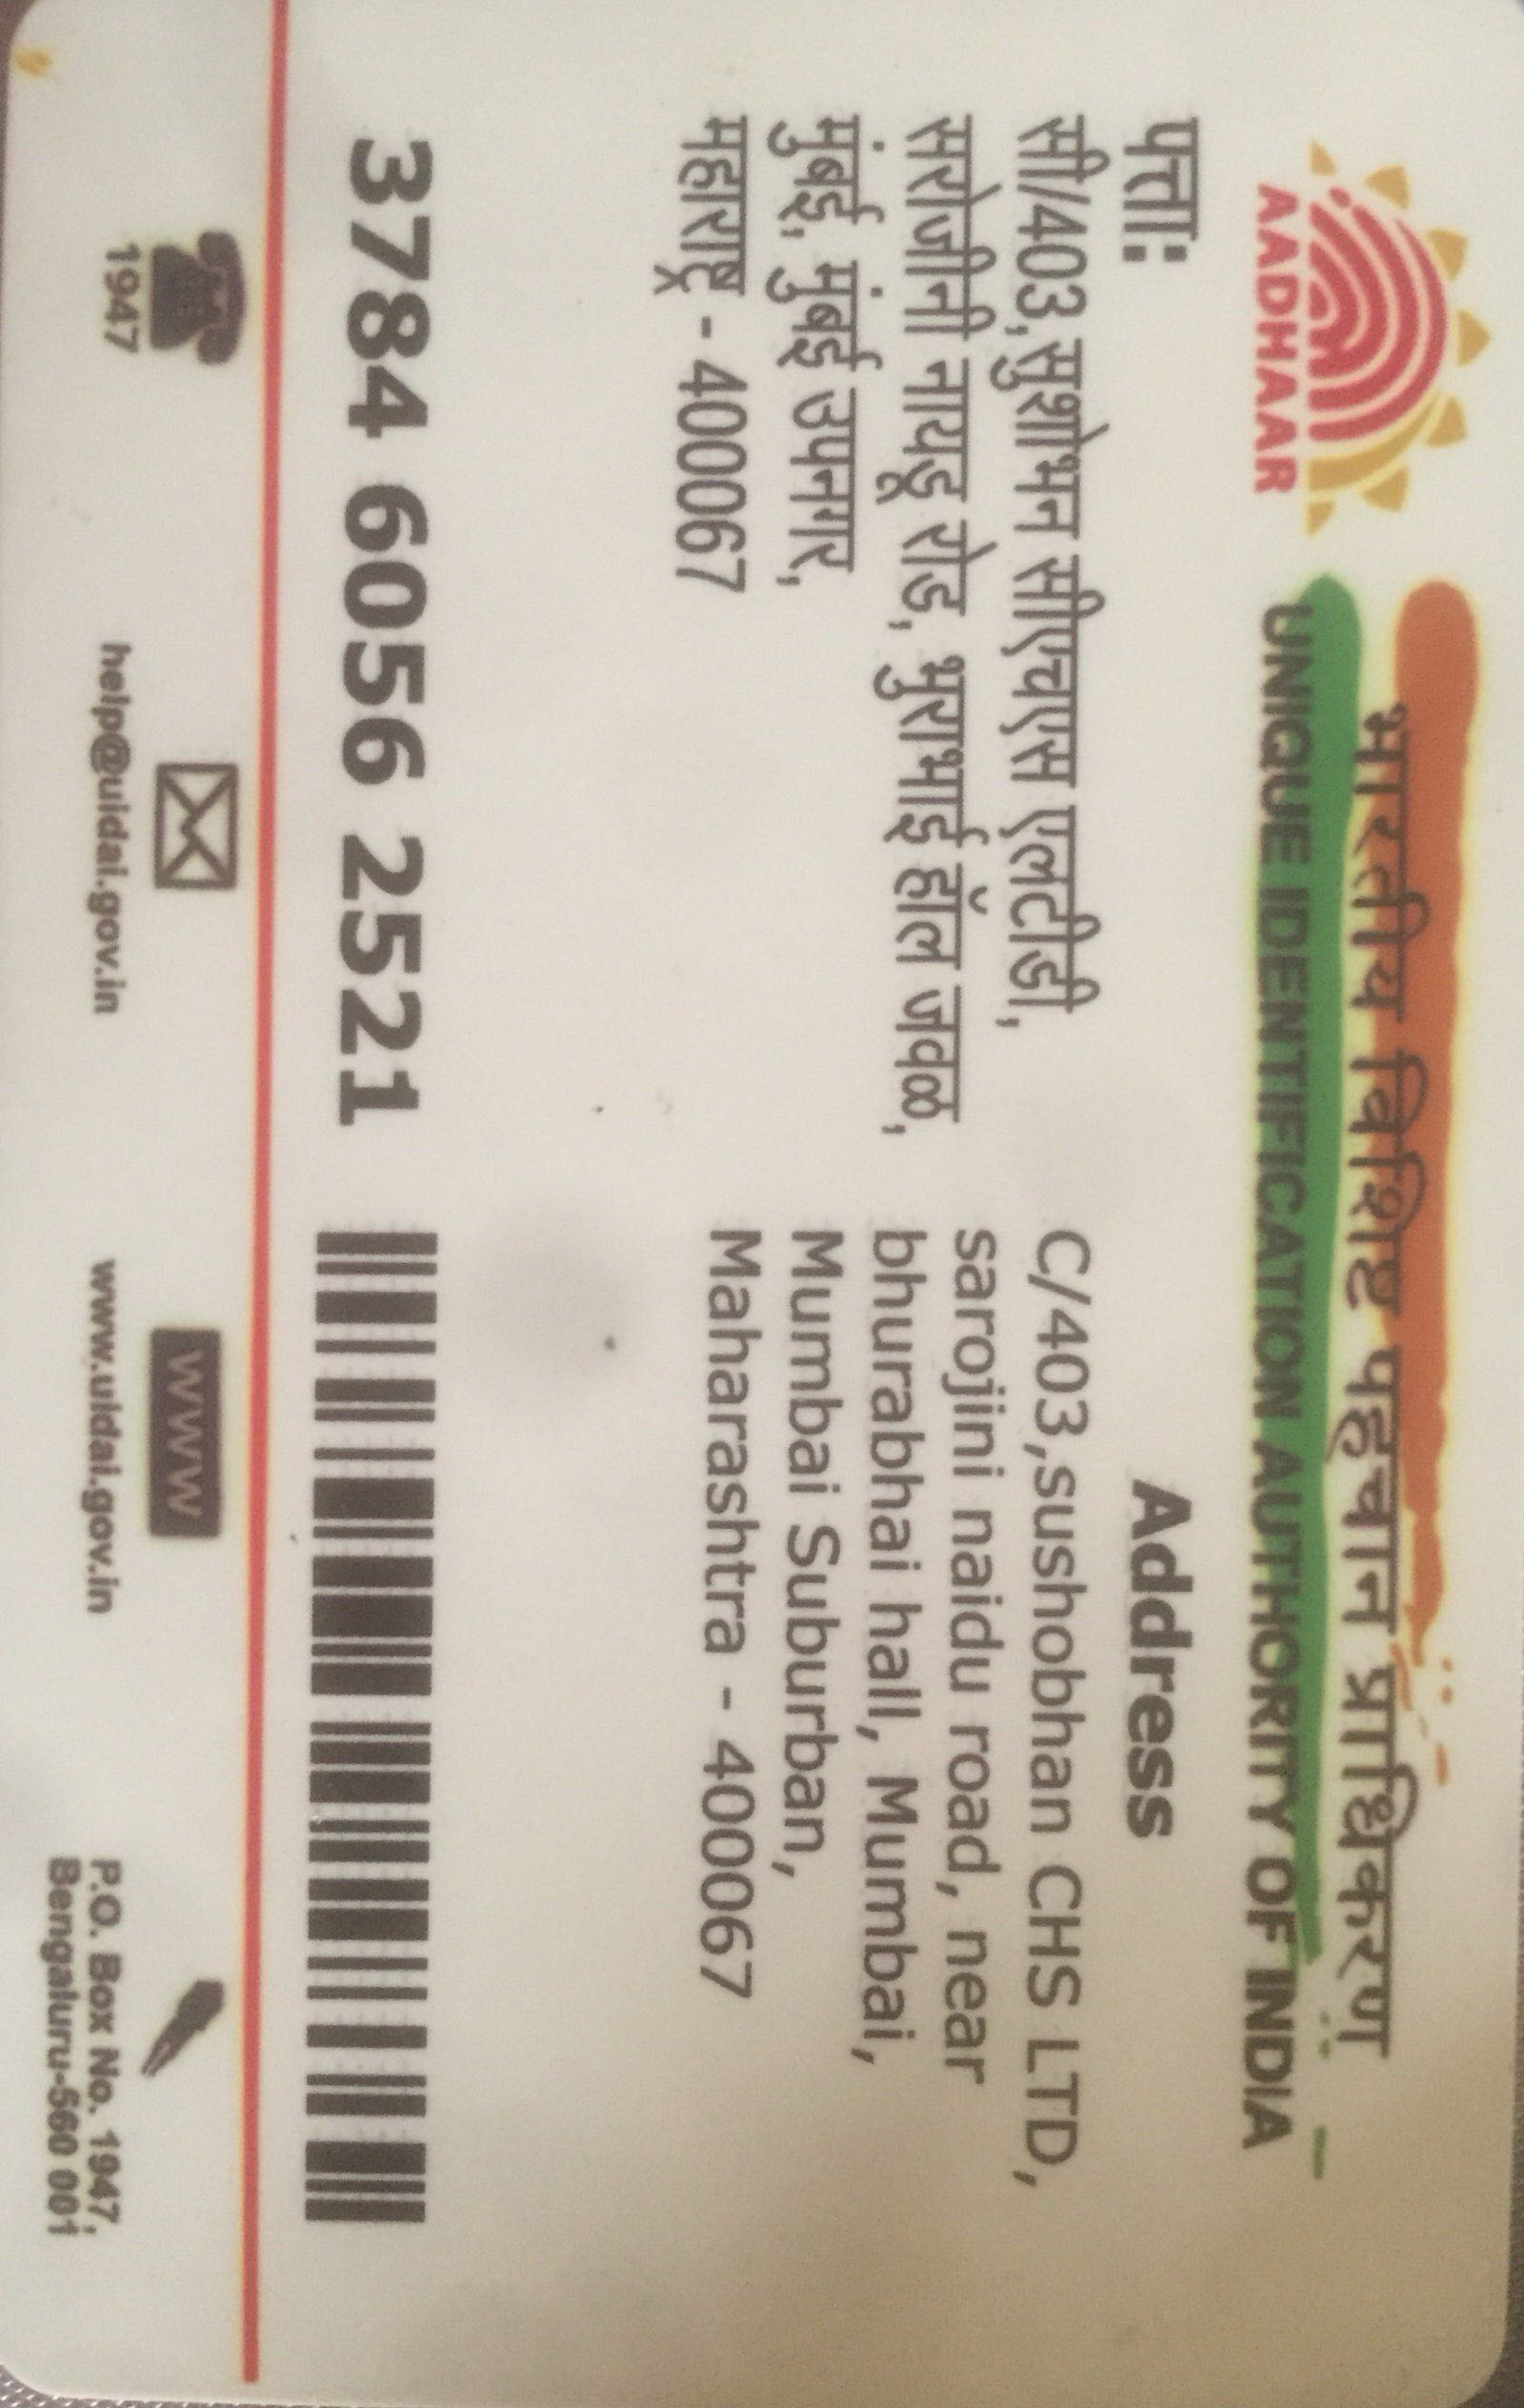 AADHAAR
भारतीय विशिष्ट पहचान प्राधिकरण
UNIQUE IDENTIFICATION AUTHORITY OF INDIA
पत्ता:
सी/403,सुशोभन सीएचएस एलटीडी,
सरोजीनी नायडू रोड, भुराभाई हॉल जवळ,
मुंबई, मुंबई उपनगर,
महाराष्ट्र - 400067
Address
C/403,sushobhan CHS LTD,
sarojini naidu road, near
bhurabhai hall, Mumbai,
Mumbai Suburban,
Maharashtra - 400067
3784 6056 2521
1947
help@uidai.gov.in
www
www.uidai.gov.in
P.O. Box No. 1947,
Bengaluru-560 001